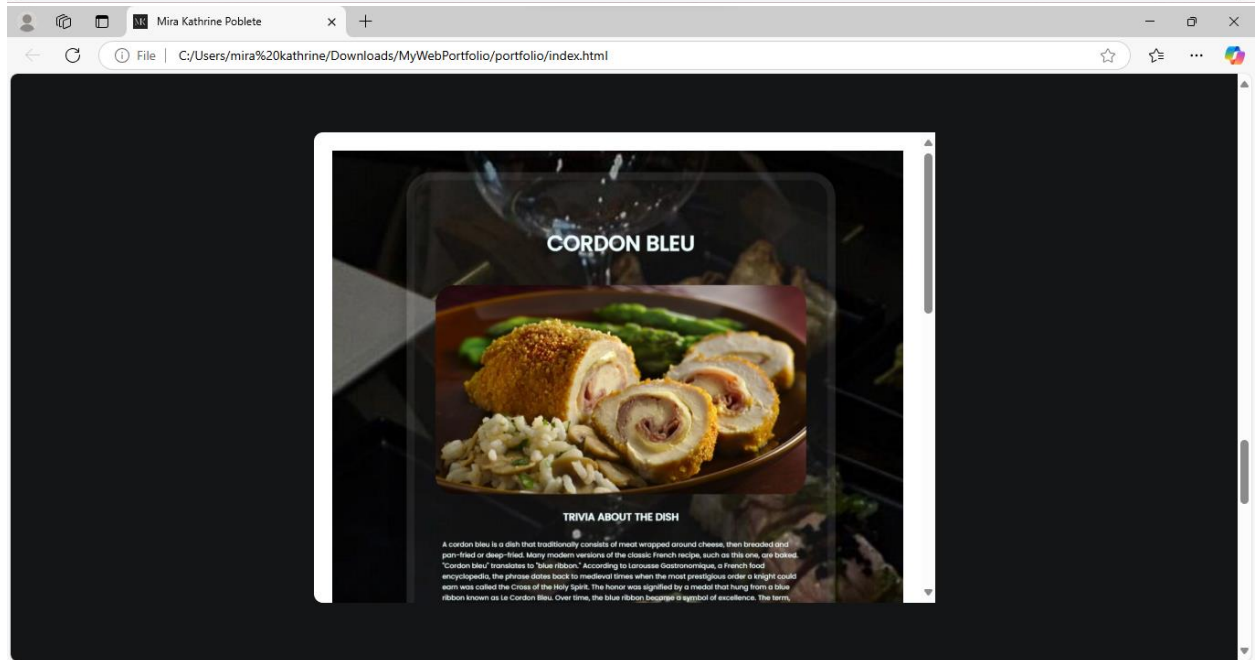 MK Mira Kathrine Poblete
File C:/Users/mira%20kathrine/Downloads/MyWebPortfolio/portfolio/index.html
CORDON BLEU
TRIVIA ABOUT THE DISH
A cordon bleu is a dish that traditionally consists of meat wrapped around cheese, then breaded and
pan-fried or deep-fried. Many modern versions of the classic French recipe, such as this one, are baked.
"Cordon bleu" translates to "blue ribbon." According to Larousse Gastronomique, a French food
encyclopedia, the phrase dates back to medieval times when the most prestigious order a knight could
earn was called the Cross of the Holy Spirit. The honor was signified by a medal that hung from a blue
ribbon known as Le Cordon Bleu. Over time, the blue ribbon became a symbol of excellence. The term,